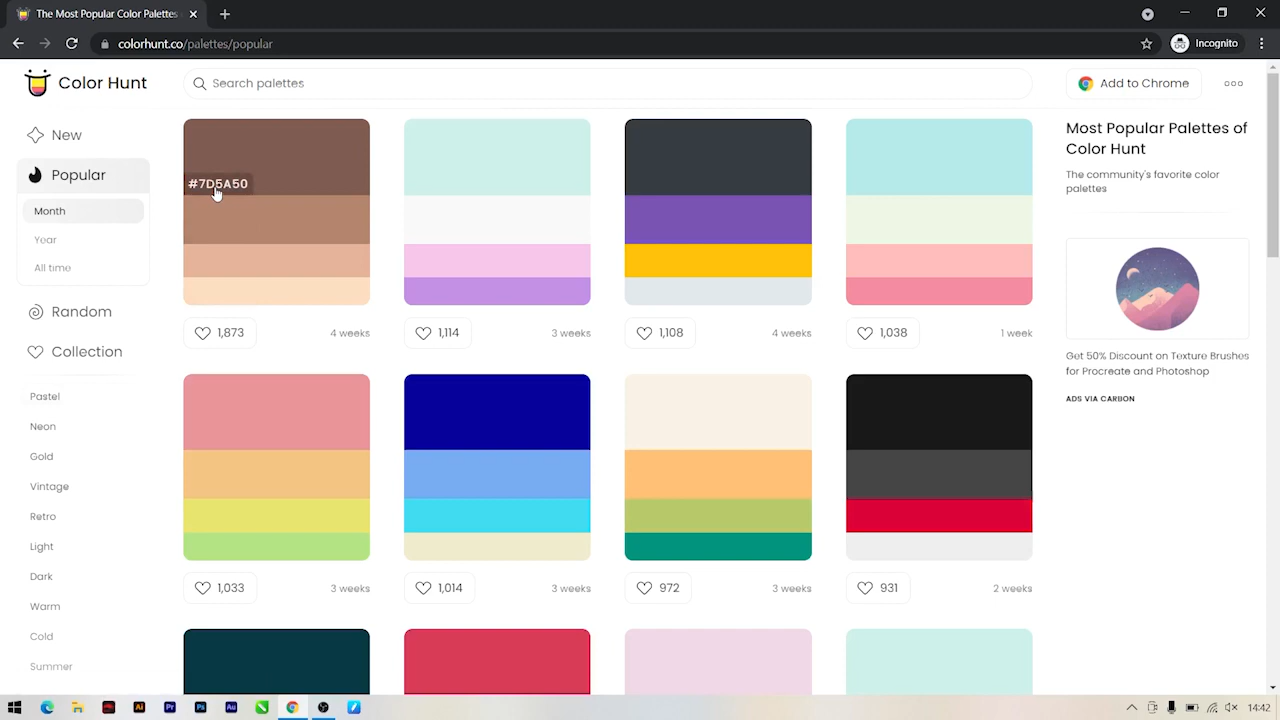 The Most Popular Color Palettes
colorhunt.co/palettes/popular
Incognito
Color Hunt
Search palettes
Add to Chrome
New
Popular
Month
Year
All time
Random
Collection
Pastel
Neon
Gold
Vintage
Retro
Light
Dark
Warm
Cold
Summer
#7D5A50
1,873
4 weeks
1,114
3 weeks
1,108
4 weeks
1,038
1 week
1,033
3 weeks
1,014
3 weeks
972
3 weeks
931
2 weeks
Most Popular Palettes of
Color Hunt
The community's favorite color
palettes
Get 50% Discount on Texture Brushes
for Procreate and Photoshop
ADS VIA CARBON
Ai
Pr
Ps
Au
14:42